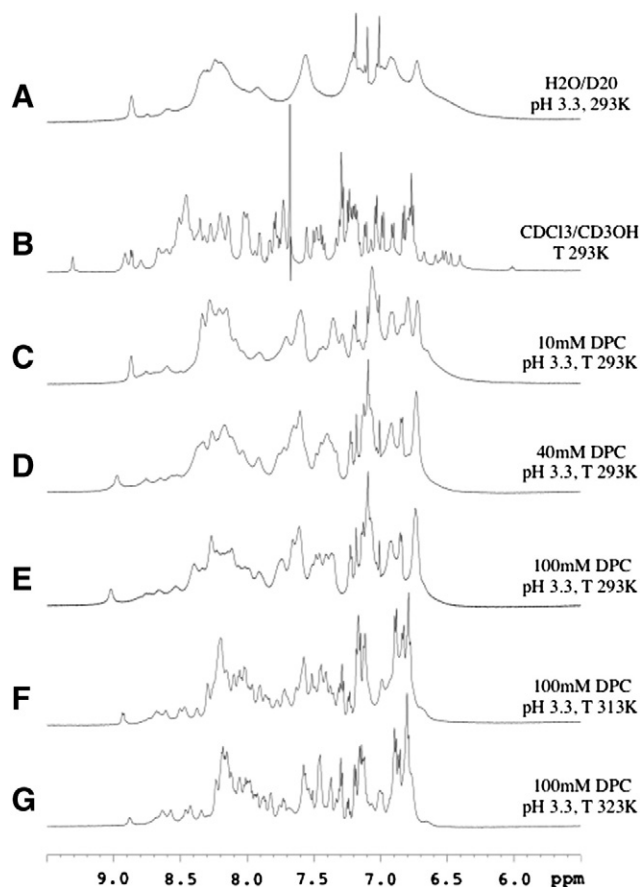 A
H2O/D20
pH 3.3, 293K
B
CDCl3/CD3OH
T 293K
C
10mM DPC
pH 3.3, T 293K
D
40mM DPC
pH 3.3, T 293K
E
100mM DPC
pH 3.3, T 293K
F
100mM DPC
pH 3.3, T 313K
G
100mM DPC
pH 3.3, T 323K
9.0 8.5 8.0 7.5 7.0 6.5 6.0 ppm